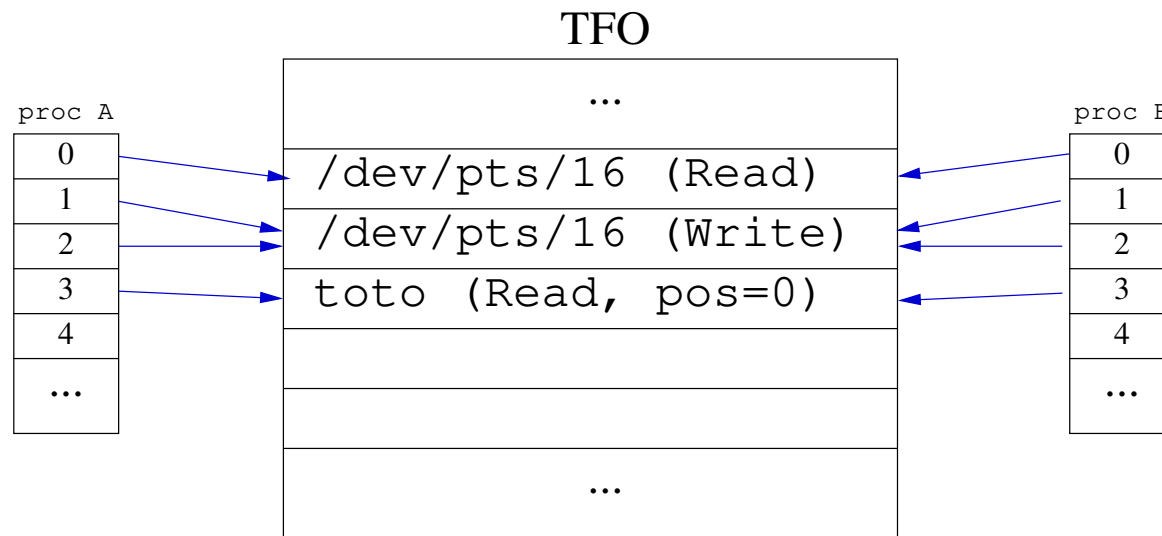 TFO
...
proc A
0
1
2
3
4
...
/dev/pts/16 (Read)
/dev/pts/16 (Write)
toto (Read, pos=0)
...
proc
0
1
2
3
4
...